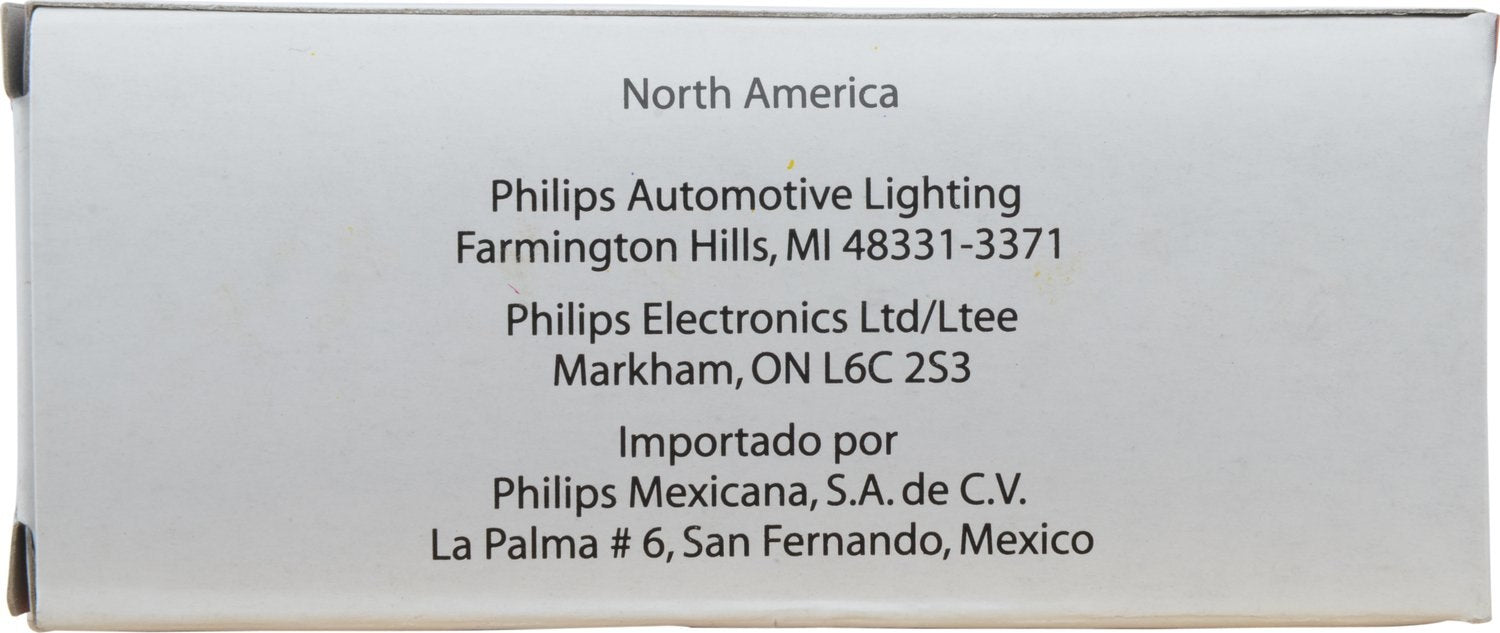 North America
Philips Automotive Lighting
Farmington Hills, MI 48331-3371
Philips Electronics Ltd/Ltee
Markham, ON L6C 2S3
Importado por
Philips Mexicana, S.A. de C.V.
La Palma # 6, San Fernando, Mexico